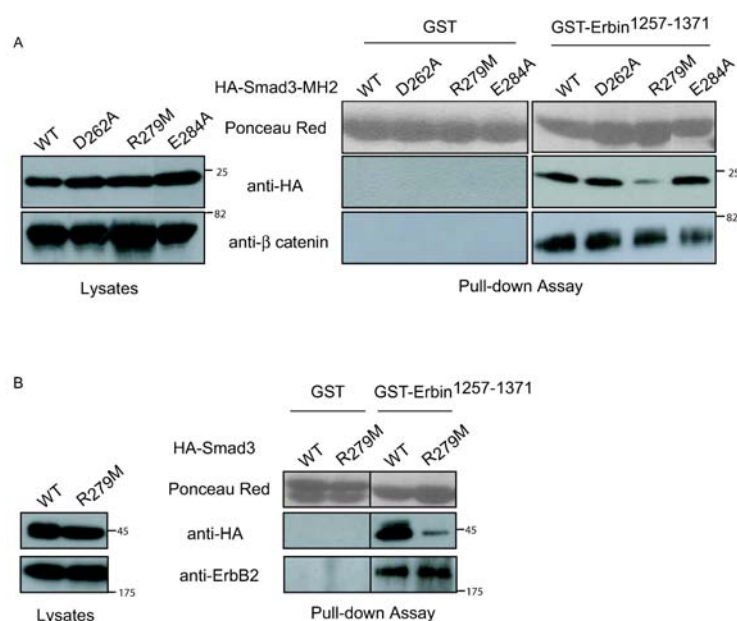 A
GST GST-Erbin1257-1371
HA-Smad3-MH2 WT D262A R279M E284A WT D262A R279M E284A
WT D262A R279M E284A
Ponceau Red
25 anti-HA 25
82 82
anti-β catenin
Lysates Pull-down Assay
B
GST GST-Erbin1257-1371
HA-Smad3 WT R279M WT R279M
WT R279M
Ponceau Red
45 anti-HA 45
anti-ErbB2
175 175
Lysates Pull-down Assay